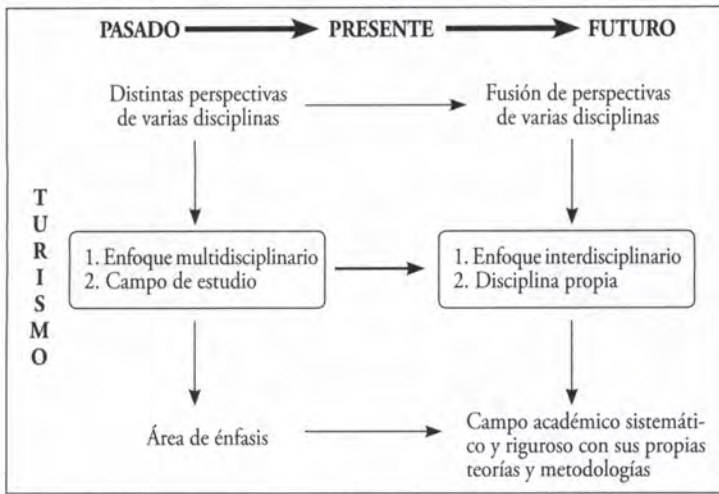 PASADO PRESENTE FUTURO
Distintas perspectivas
de varias disciplinas
Fusión de perspectivas
de varias disciplinas
T
U
R
I
S
M
O
1. Enfoque multidisciplinario
2. Campo de estudio
1. Enfoque interdisciplinario
2. Disciplina propia
Área de énfasis
Campo académico sistemáti-
co y riguroso con sus propias
teorías y metodologías